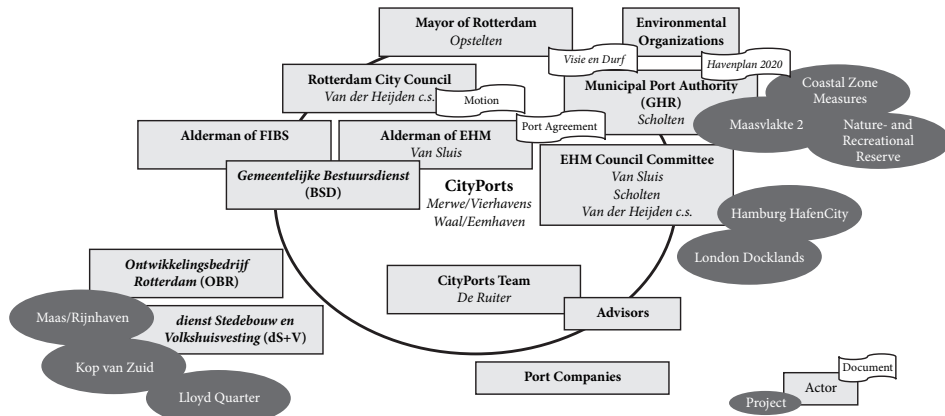 Mayor of Rotterdam
Opstelten
Environmental
Organizations
Visie en Durf
Havenplan 2020
Rotterdam City Council
Van der Heijden c.s.
Motion
Municipal Port Authority
(GHR)
Scholten
Coastal Zone
Measures
Maasvlakte 2
Nature- and
Recreational
Reserve
Alderman of FIBS
Alderman of EHM
Van Sluis
Port Agreement
Gemeentelijke Bestuursdienst
(BSD)
CityPorts
Merwe/Vierhavens
Waal/Eemhaven
EHM Council Committee
Van Sluis
Scholten
Van der Heijden c.s.
Hamburg HafenCity
London Docklands
Ontwikkelingsbedrijf
Rotterdam (OBR)
Maas/Rijnhaven
dienst Stedebouw en
Volkshuisvesting (dS+V)
Kop van Zuid
Lloyd Quarter
CityPorts Team
De Ruiter
Advisors
Port Companies
Document
Actor
Project